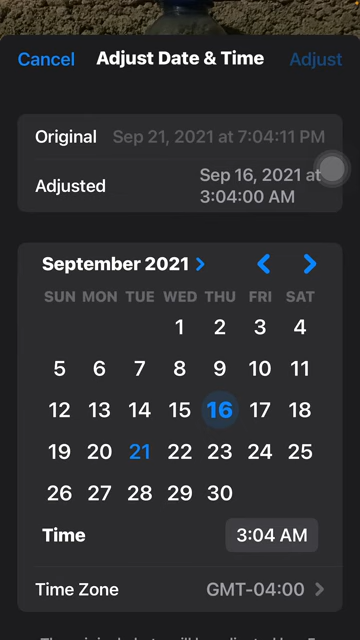 Cancel Adjust Date & Time Adjust
Original Sep 21, 2021 at 7:04:11 PM
Adjusted Sep 16, 2021 at
3:04:00 AM
September 2021
SUN MON TUE WED THU FRI SAT
1 2 3 4
5 6 7 8 9 10 11
12 13 14 15 16 17 18
19 20 21 22 23 24 25
26 27 28 29 30
Time 3:04 AM
Time Zone GMT-04:00